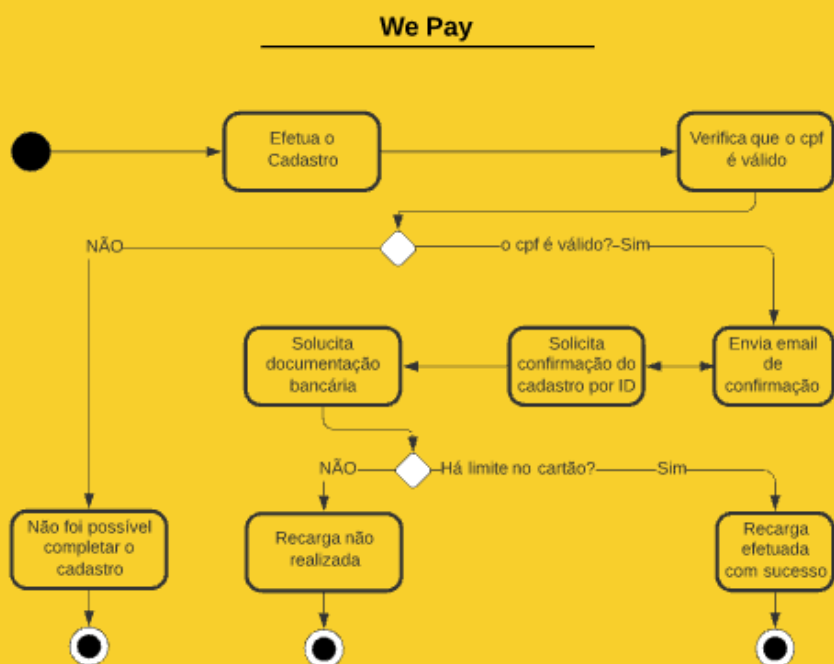 We Pay
Efetua o
Cadastro
Verifica que o cpf
é válido
NÃO
o cpf é válido?
Sim
Solucita
documentação
bancária
Solicita
confirmação do
cadastro por ID
Envia email
de
confirmação
NÃO
Há limite no cartão?
Sim
Não foi possível
completar o
cadastro
Recarga não
realizada
Recarga
efetuada
com sucesso